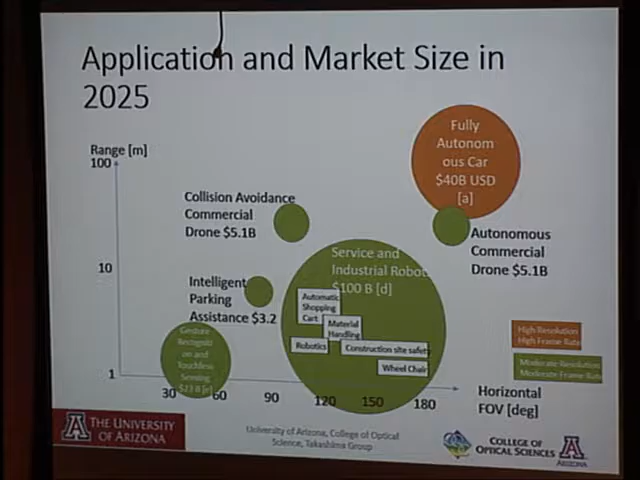 Application and Market Size in
2025
Range [m]
100
10
1
30
60
90
120
150
180
Horizontal
FOV [deg]
Fully
Autonom
ous Car
$40B USD
[a]
Collision Avoidance
Commercial
Drone $5.1B
Autonomous
Commercial
Drone $5.1B
Service and
Industrial Robot
$100 B [d]
Intelligent
Parking
Assistance $3.2
Automatic
Shopping
Cart
Material
Handling
Robotics
Construction site safety
Wheel Chair
Gesture
Recogniti
on and
Touchless
Sensing
High Resolution
High Frame Rate
Moderate Resolution
Moderate Frame Rate
THE UNIVERSITY
OF ARIZONA
University of Arizona, College of Optical
Science, Takashima Group
COLLEGE OF
OPTICAL SCIENCES
ARIZONA